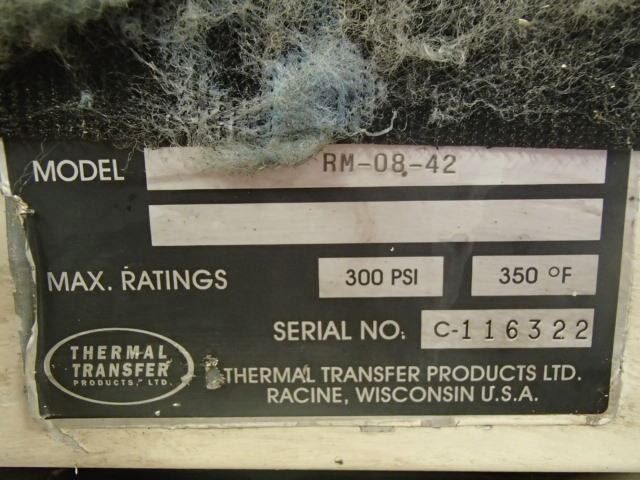 MODEL RM-08-42
MAX. RATINGS 300 PSI 350 °F
SERIAL NO: C-116322
THERMAL
TRANSFER
PRODUCTS, LTD.
THERMAL TRANSFER PRODUCTS LTD.
RACINE, WISCONSIN U.S.A.